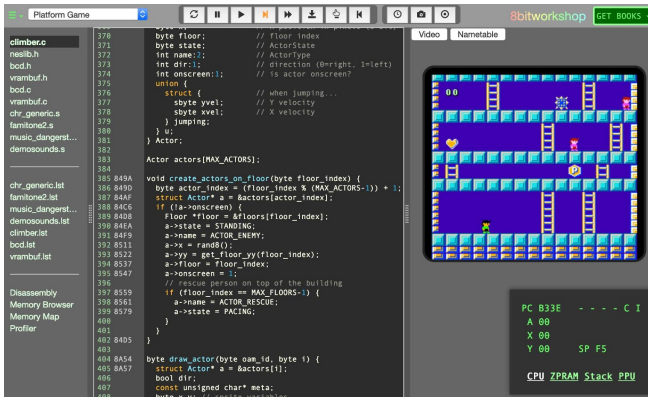 Platform Game
8bitworkshop
GET BOOKS
climber.c
neslib.h
bcd.h
vrambuf.h
bcd.c
vrambuf.c
chr_generic.s
famitone2.s
music_dangerst...
demosounds.s
chr_generic.lst
famitone2.lst
music_dangerst...
demosounds.lst
climber.lst
bcd.lst
vrambuf.lst
Disassembly
Memory Browser
Memory Map
Profiler
371 byte floor; // floor index
372 byte state; // ActorState
373 int name:2; // ActorType
374 int dir:1; // direction (0=right, 1=left)
375 int onscreen:1; // is actor onscreen?
376 union {
377 struct { // when jumping...
378 sbyte yvel; // Y velocity
379 sbyte xvel; // X velocity
380 } jumping;
381 } u;
382 } Actor;
383
384 Actor actors[MAX_ACTORS];
385
386 849A void create_actors_on_floor(byte floor_index) {
387 849D byte actor_index = (floor_index % (MAX_ACTORS-1)) + 1;
388 84AF struct Actor* a = &actors[actor_index];
389 84C6 if (!a->onscreen) {
390 84D8 Floor *floor = &floors[floor_index];
391 84EA a->state = STANDING;
392 84F9 a->name = ACTOR_ENEMY;
393 8511 a->x = rand8();
394 8522 a->yy = get_floor_yy(floor_index);
395 8537 a->floor = floor_index;
396 8547 a->onscreen = 1;
397 // rescue person on top of the building
398 8559 if (floor_index == MAX_FLOORS-1) {
399 8561 a->name = ACTOR_RESCUE;
400 8579 a->state = PACING;
401 }
402 84D5 }
403
404 8A54 byte draw_actor(byte oam_id, byte i) {
405 8A57 struct Actor* a = &actors[i];
406 bool dir;
407 const unsigned char* meta;
Video
Nametable
00
PC B33E - - - - C I
A 00
X 00
Y 00 SP F5
CPU ZPRAM Stack PPU